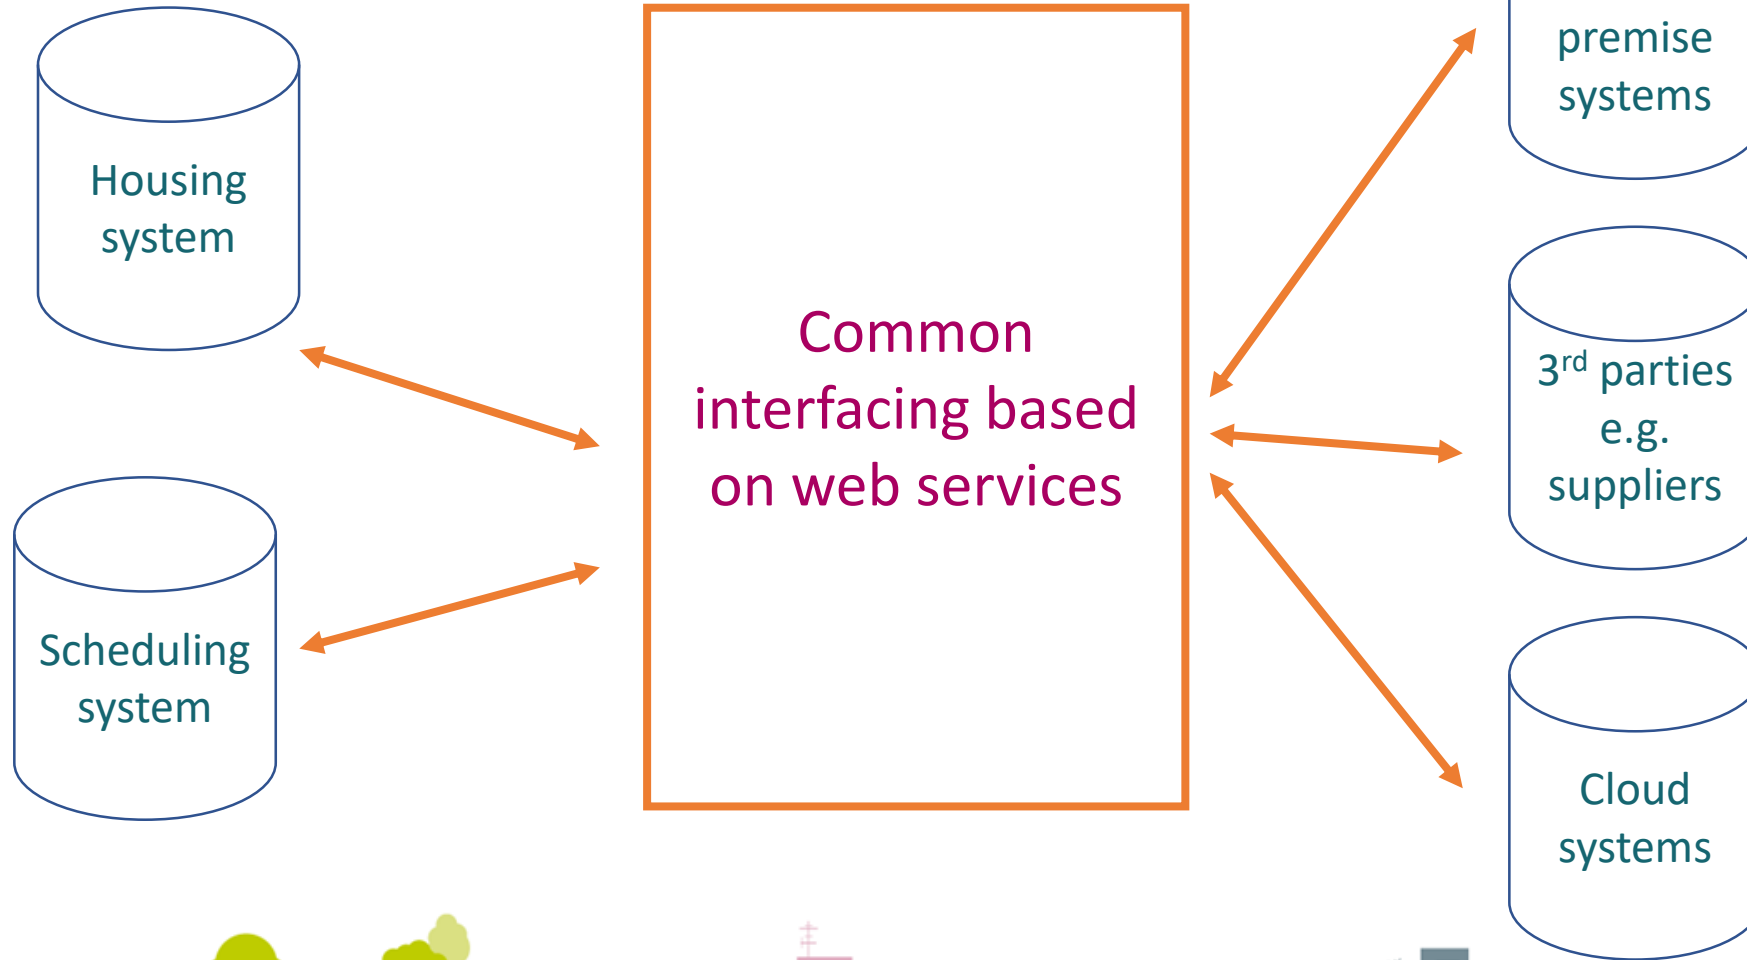 Housing
system
Scheduling
system
Common
interfacing based
on web services
premise
systems
3rd parties
e.g.
suppliers
Cloud
systems